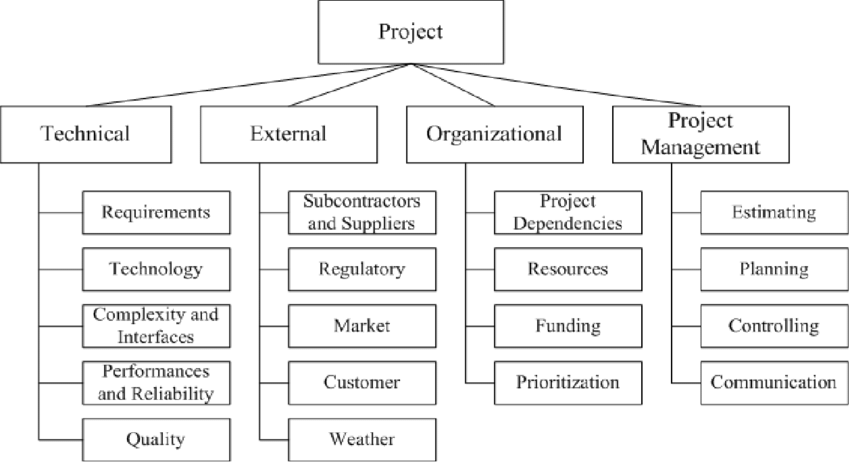 Project
Technical
External
Organizational
Project
Management
Requirements
Technology
Complexity and
Interfaces
Performances
and Reliability
Quality
Subcontractors
and Suppliers
Regulatory
Market
Customer
Weather
Project
Dependencies
Resources
Funding
Prioritization
Estimating
Planning
Controlling
Communication